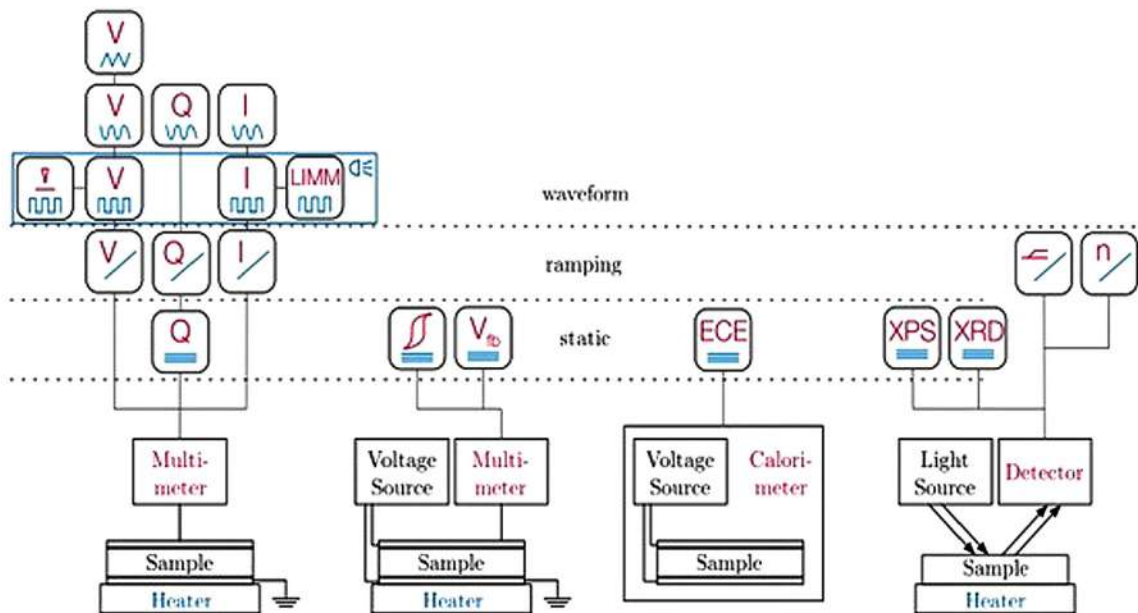 V
V Q I
V I LIMM
waveform
V Q I n
ramping
Q V fb ECE XPS XRD
static
Multi-
meter
Voltage
Source
Multi-
meter
Voltage
Source
Calori-
meter
Light
Source
Detector
Sample
Heater
Sample
Heater
Sample
Sample
Heater